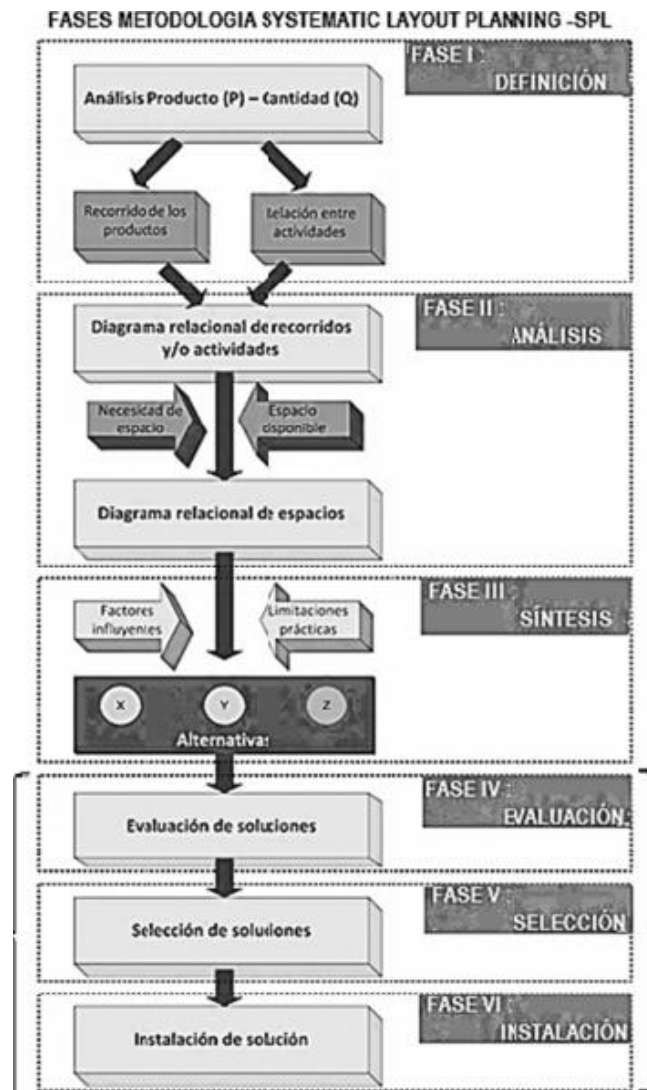 FASES METODOLOGIA SYSTEMATIC LAYOUT PLANNING -SPL
FASE I :
DEFINICIÓN
Análisis Producto (P) – Cantidad (Q)
Recorrido de los
productos
Relación entre
actividades
FASE II :
ANÁLISIS
Diagrama relacional de recorridos
y/o actividades
Necesidad de
espacio
Espacio
disponible
Diagrama relacional de espacios
FASE III
SÍNTESIS
Factores
influyentes
Limitaciones
prácticas
X
Y
Z
Alternativas
FASE IV :
EVALUACIÓN
Evaluación de soluciones
FASE V :
SELECCIÓN
Selección de soluciones
FASE VI :
INSTALACIÓN
Instalación de solución